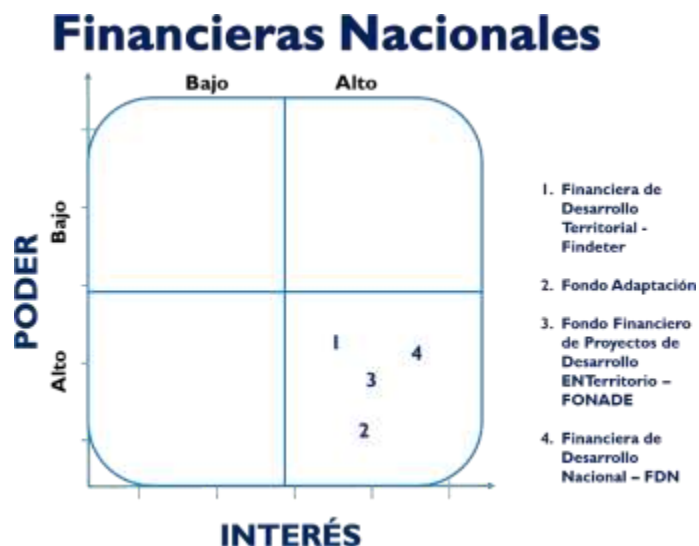 Financieras Nacionales
Bajo
Alto
PODER
Bajo
Alto
1
4
3
2
INTERÉS
1. Financiera de
Desarrollo
Territorial -
Findeter
2. Fondo Adaptación
3. Fondo Financiero
de Proyectos de
Desarrollo
ENTerritorio –
FONADE
4. Financiera de
Desarrollo
Nacional – FDN